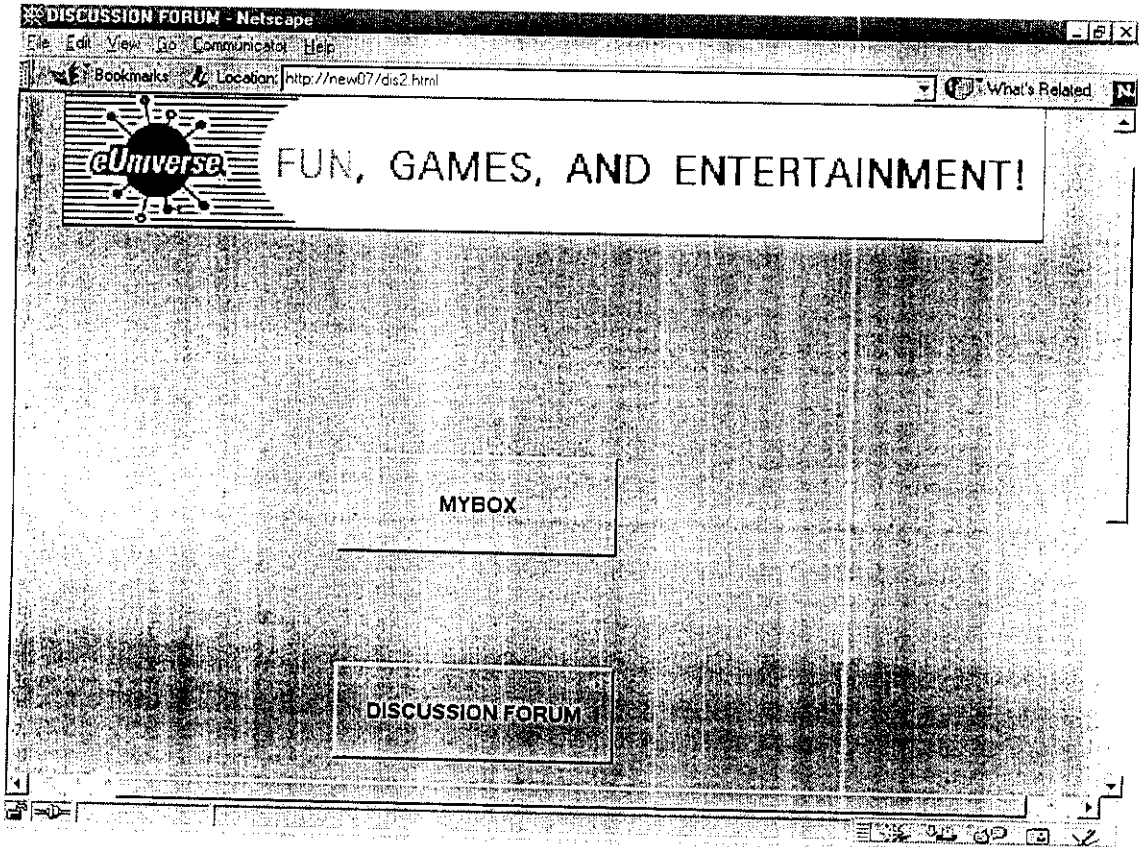 DISCUSSION FORUM - Netscape
File Edit View Go Communicator Help
Bookmarks Location: http://new07/dis2.html What's Related N
eUniverse FUN, GAMES, AND ENTERTAINMENT!
MYBOX
DISCUSSION FORUM